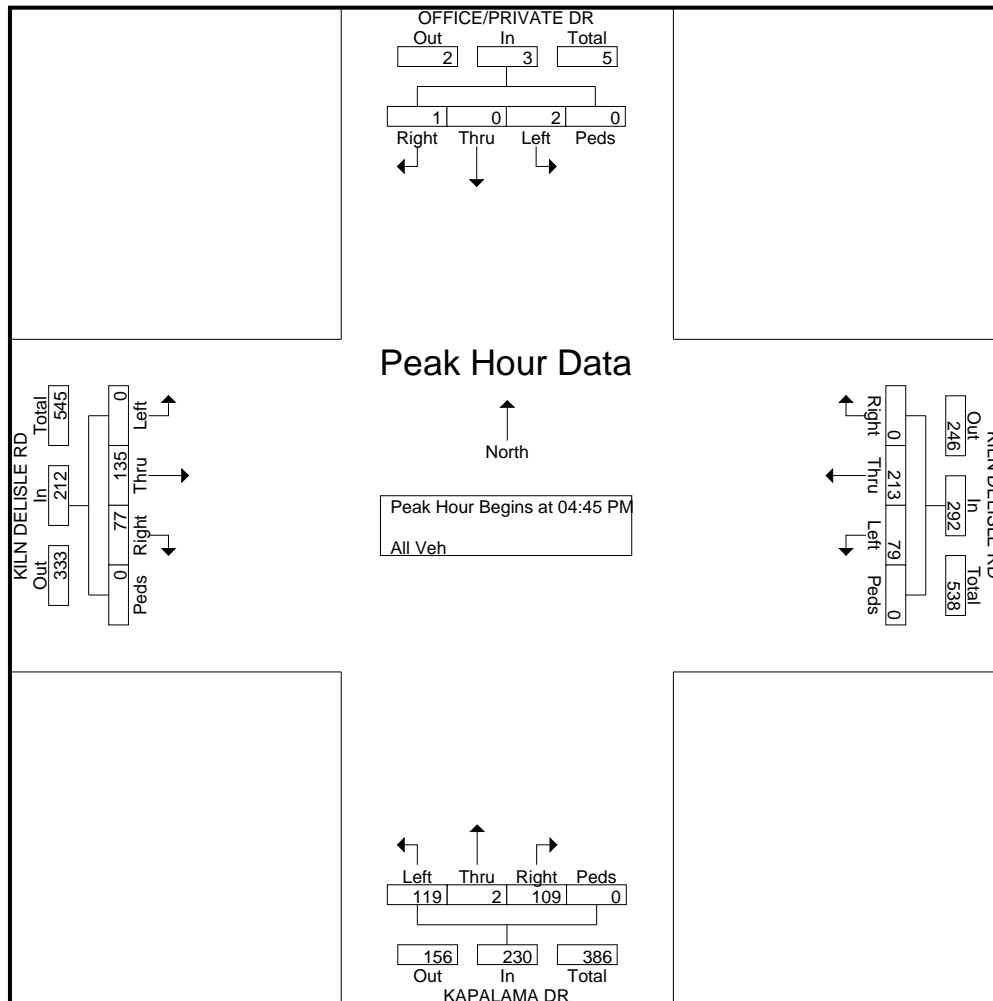 OFFICE/PRIVATE DR
Out In Total
2 3 5
1 0 2 0
Right Thru Left Peds
Peak Hour Data
North
Peak Hour Begins at 04:45 PM
All Veh
KILN DELISLE RD
Total In Out
545 212 333
0 135 77 0
Left Thru Right Peds
Right Thru Left Peds
0 213 79 0
246 292 538
Out In Total
KILN DELISLE RD
Left Thru Right Peds
119 2 109 0
156 230 386
Out In Total
KAPALAMA DR